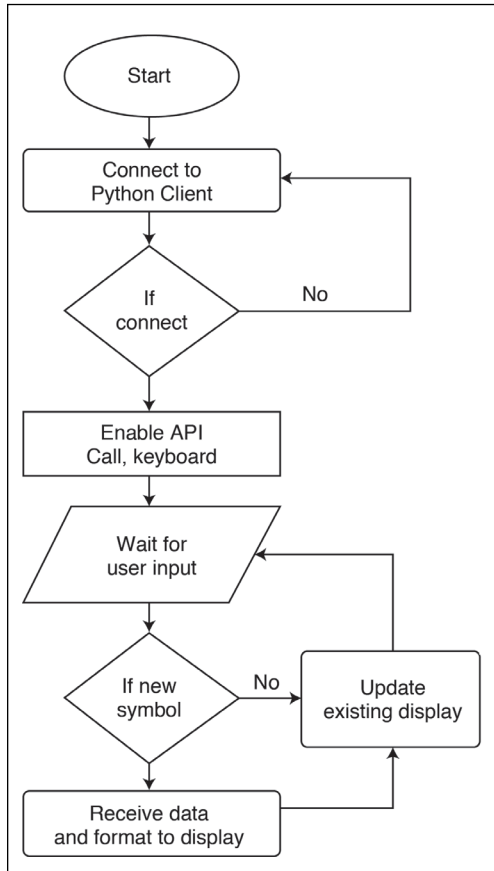 Start
Connect to
Python Client
If
connect
No
Enable API
Call, keyboard
Wait for
user input
If new
symbol
No
Update
existing display
Receive data
and format to display